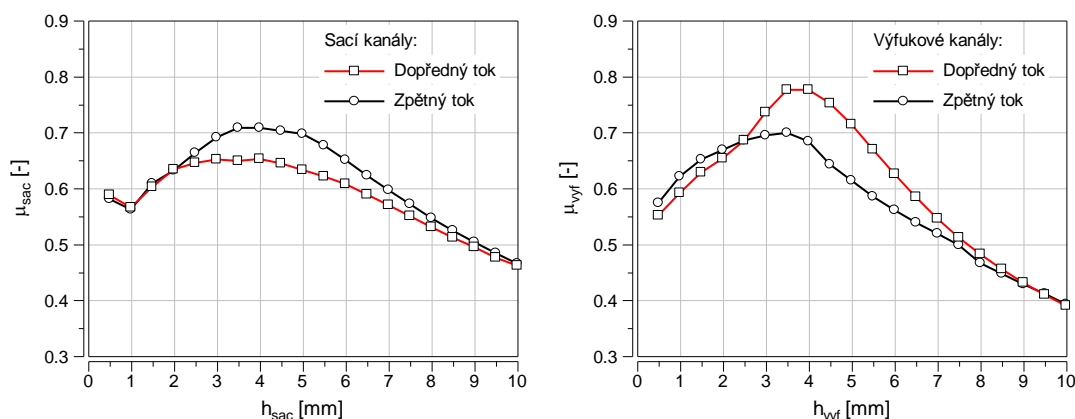 0.9
0.8
0.7
0.6
0.5
0.4
0.3
μsac [-]
Sací kanály:
Dopředný tok
Zpětný tok
0 1 2 3 4 5 6 7 8 9 10
hsac [mm]
0.9
0.8
0.7
0.6
0.5
0.4
0.3
μvyf [-]
Výfukové kanály:
Dopředný tok
Zpětný tok
0 1 2 3 4 5 6 7 8 9 10
hvyf [mm]